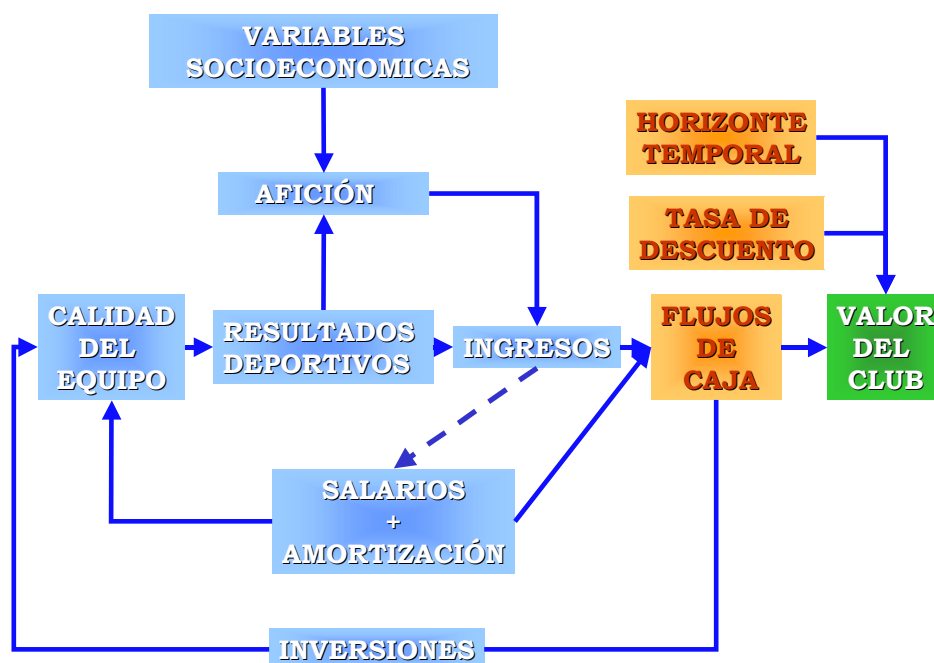 VARIABLES
SOCIOECONOMICAS
HORIZONTE
TEMPORAL
AFICIÓN
TASA DE
DESCUENTO
CALIDAD
DEL
EQUIPO
RESULTADOS
DEPORTIVOS
INGRESOS
FLUJOS
DE
CAJA
VALOR
DEL
CLUB
SALARIOS
+
AMORTIZACIÓN
INVERSIONES